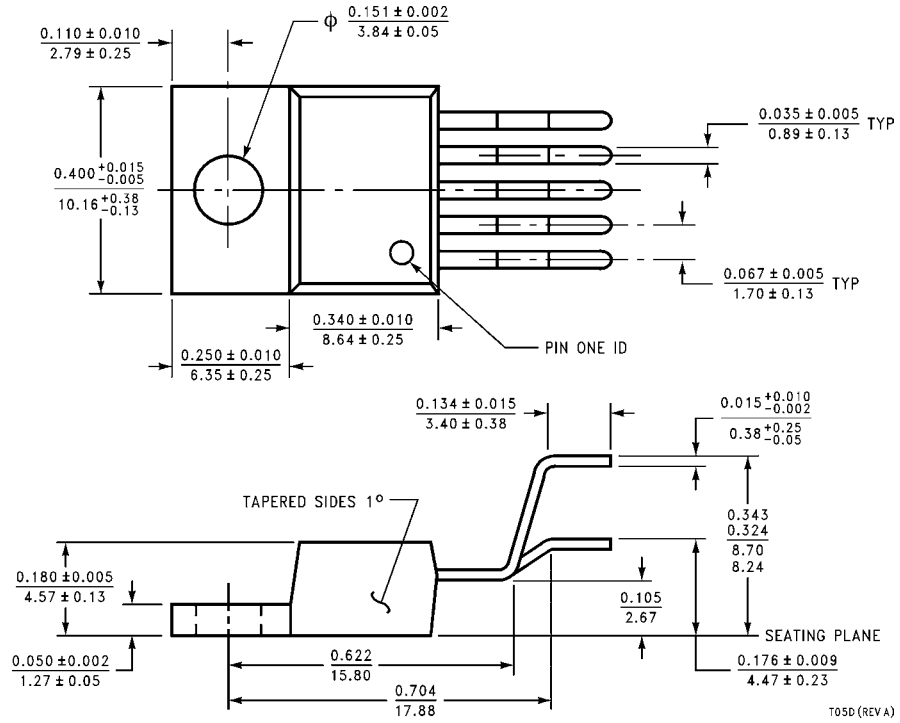 ϕ 0.151 ± 0.002
3.84 ± 0.05
0.110 ± 0.010
2.79 ± 0.25
0.035 ± 0.005 TYP
0.89 ± 0.13
0.400 +0.015 -0.005
10.16 +0.38 -0.13
0.067 ± 0.005 TYP
1.70 ± 0.13
0.340 ± 0.010
8.64 ± 0.25
PIN ONE ID
0.250 ± 0.010
6.35 ± 0.25
0.134 ± 0.015
3.40 ± 0.38
0.015 +0.010 -0.002
0.38 +0.25 -0.05
TAPERED SIDES 1°
0.343
0.324
8.70
8.24
0.180 ±0.005
4.57 ± 0.13
0.105
2.67
SEATING PLANE
0.050 ±0.002
1.27 ± 0.05
0.622
15.80
0.176 ±0.009
4.47 ± 0.23
0.704
17.88
T05D (REV A)